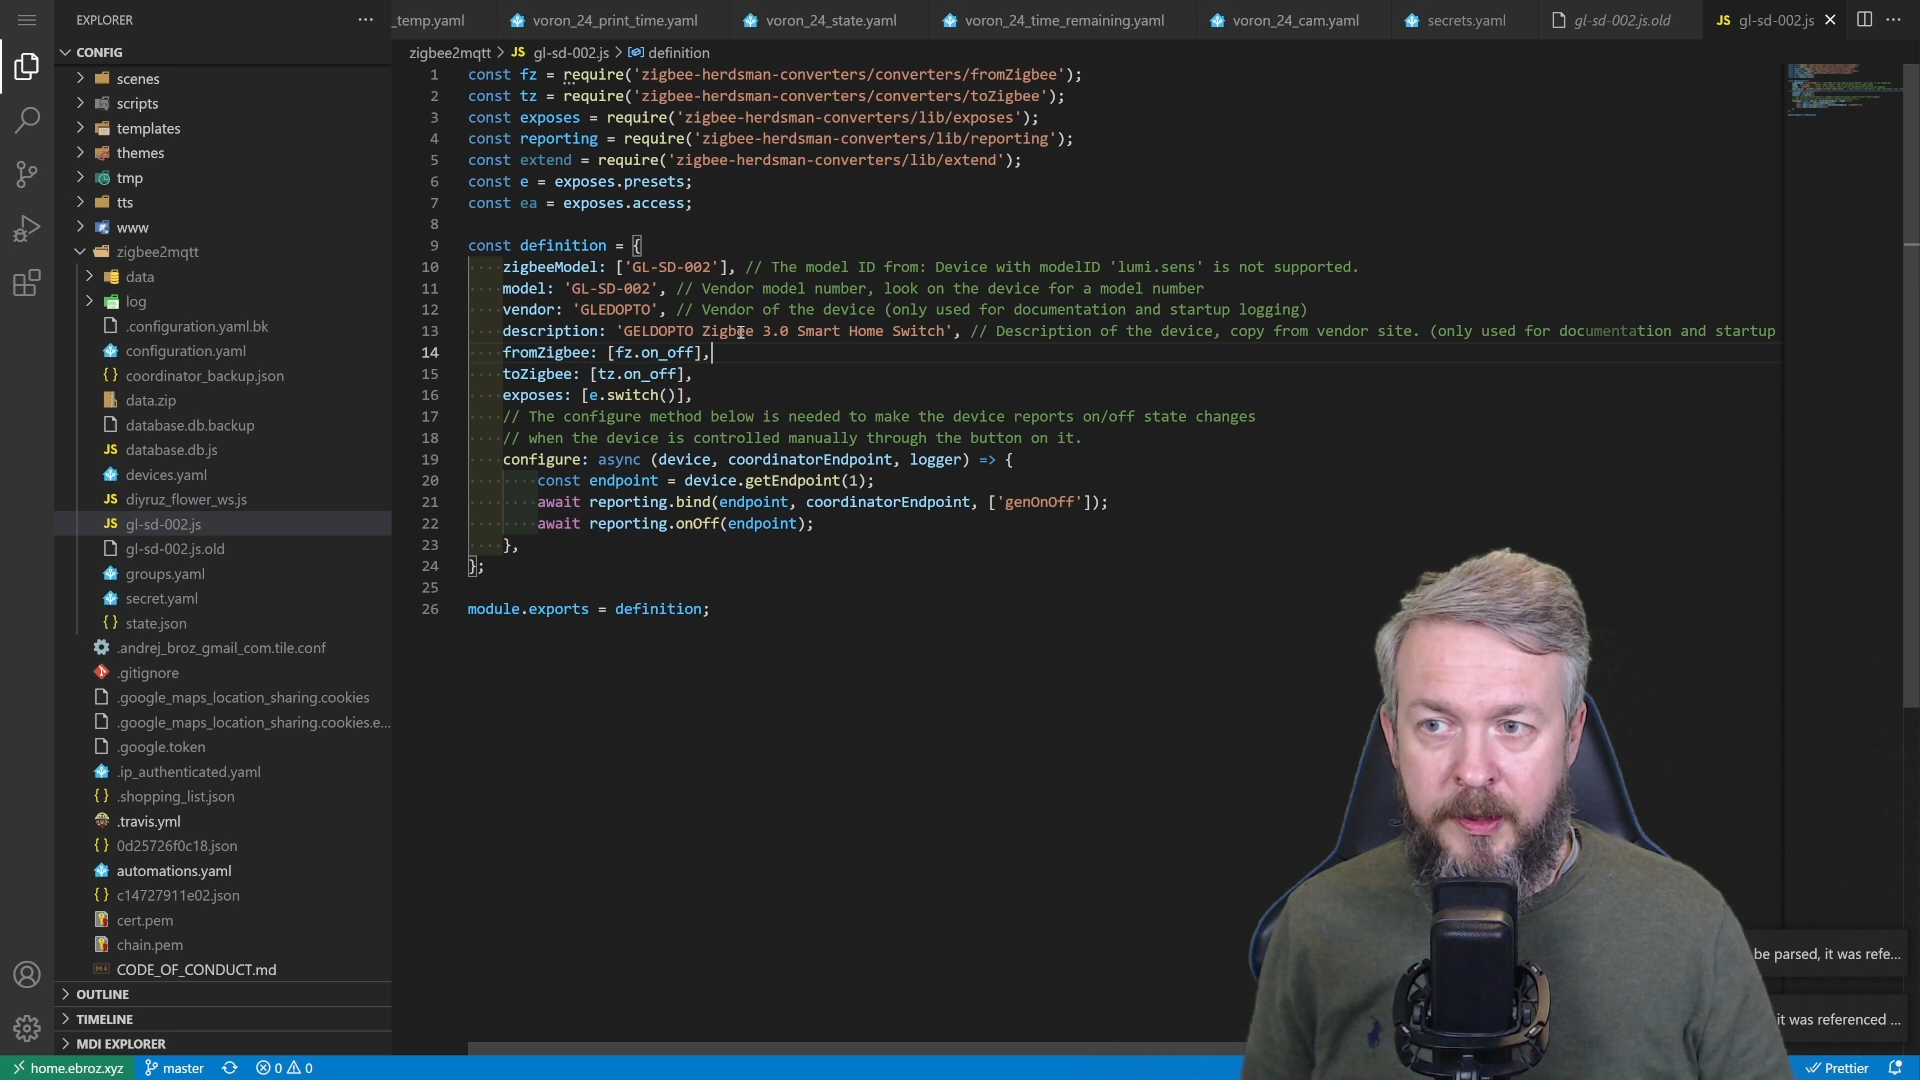 EXPLORER
_temp.yaml
voron_24_print_time.yaml
voron_24_state.yaml
voron_24_time_remaining.yaml
voron_24_cam.yaml
secrets.yaml
gl-sd-002.js.old
JS gl-sd-002.js
CONFIG
scenes
scripts
templates
themes
tmp
tts
www
zigbee2mqtt
data
log
.configuration.yaml.bk
configuration.yaml
coordinator_backup.json
data.zip
database.db.backup
JS database.db.js
devices.yaml
JS diyruz_flower_ws.js
JS gl-sd-002.js
gl-sd-002.js.old
groups.yaml
secret.yaml
state.json
.andrej_broz_gmail_com.tile.conf
.gitignore
.google_maps_location_sharing.cookies
.google_maps_location_sharing.cookies.e...
.google.token
.ip_authenticated.yaml
.shopping_list.json
.travis.yml
0d25726f0c18.json
automations.yaml
c14727911e02.json
cert.pem
chain.pem
CODE_OF_CONDUCT.md
OUTLINE
TIMELINE
MDI EXPLORER
zigbee2mqtt > JS gl-sd-002.js > definition
1 const fz = require('zigbee-herdsman-converters/converters/fromZigbee');
2 const tz = require('zigbee-herdsman-converters/converters/toZigbee');
3 const exposes = require('zigbee-herdsman-converters/lib/exposes');
4 const reporting = require('zigbee-herdsman-converters/lib/reporting');
5 const extend = require('zigbee-herdsman-converters/lib/extend');
6 const e = exposes.presets;
7 const ea = exposes.access;
8
9 const definition = {
10 zigbeeModel: ['GL-SD-002'], // The model ID from: Device with modelID 'lumi.sens' is not supported.
11 model: 'GL-SD-002', // Vendor model number, look on the device for a model number
12 vendor: 'GLEDOPTO', // Vendor of the device (only used for documentation and startup logging)
13 description: 'GELDOPTO Zigbee 3.0 Smart Home Switch', // Description of the device, copy from vendor site. (only used for documentation and startup
14 fromZigbee: [fz.on_off],
15 toZigbee: [tz.on_off],
16 exposes: [e.switch()],
17 // The configure method below is needed to make the device reports on/off state changes
18 // when the device is controlled manually through the button on it.
19 configure: async (device, coordinatorEndpoint, logger) => {
20 const endpoint = device.getEndpoint(1);
21 await reporting.bind(endpoint, coordinatorEndpoint, ['genOnOff']);
22 await reporting.onOff(endpoint);
23 },
24 };
25
26 module.exports = definition;
be parsed, it was refe...
it was referenced ...
home.ebroz.xyz
master
0
0
Prettier